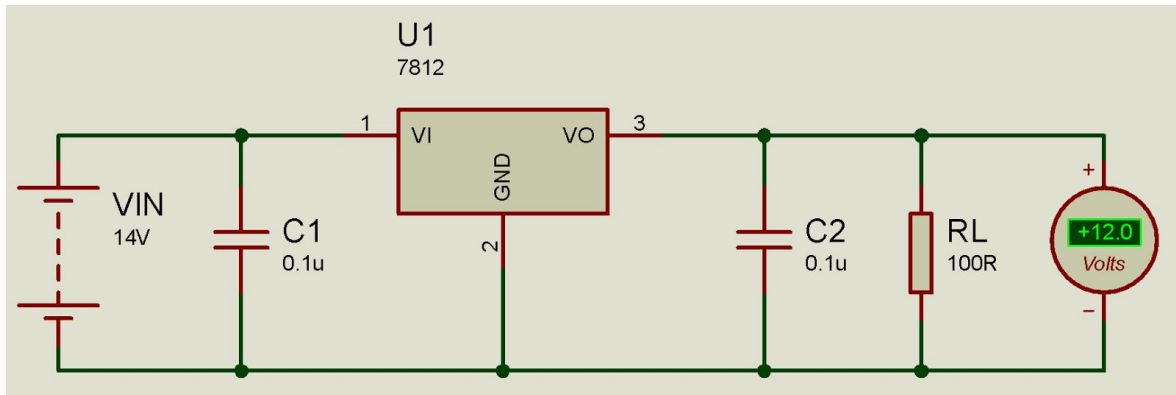 U1
7812
1
VI
VO
3
GND
2
VIN
14V
C1
0.1u
C2
0.1u
RL
100R
+
+12.0
Volts
−